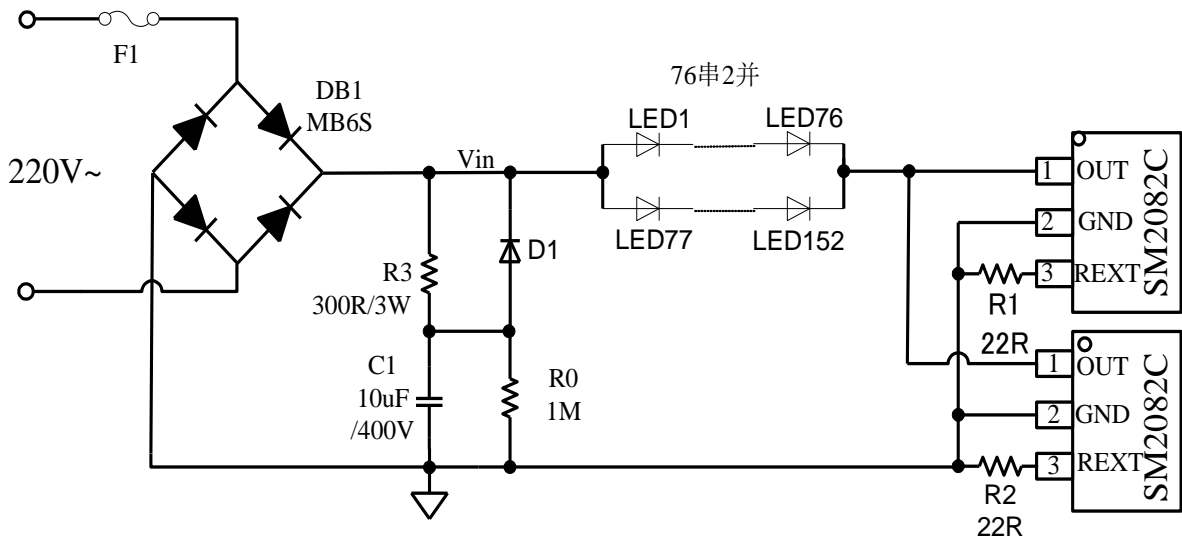 F1
220V~
DB1
MB6S
Vin
76串2并
LED1
LED76
LED77
LED152
R3
300R/3W
D1
C1
10uF
/400V
R0
1M
1 OUT
2 GND
3 REXT
SM2082C
R1
22R
1 OUT
2 GND
3 REXT
SM2082C
R2
22R